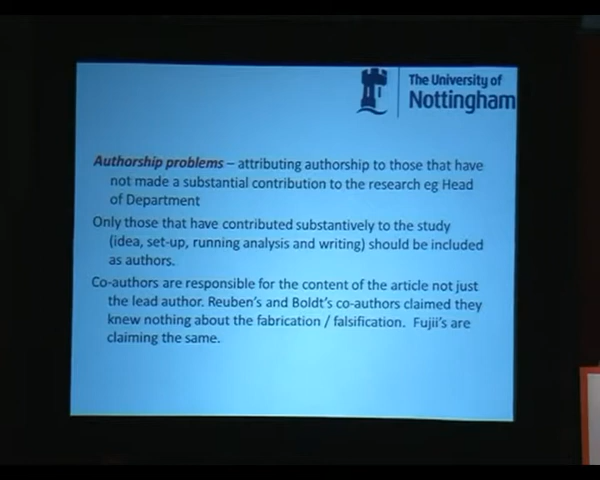 The University of
Nottingham
Authorship problems – attributing authorship to those that have
not made a substantial contribution to the research eg Head
of Department
Only those that have contributed substantively to the study
(idea, set-up, running analysis and writing) should be included
as authors.
Co-authors are responsible for the content of the article not just
the lead author. Reuben's and Boldt's co-authors claimed they
knew nothing about the fabrication / falsification.  Fujii's are
claiming the same.